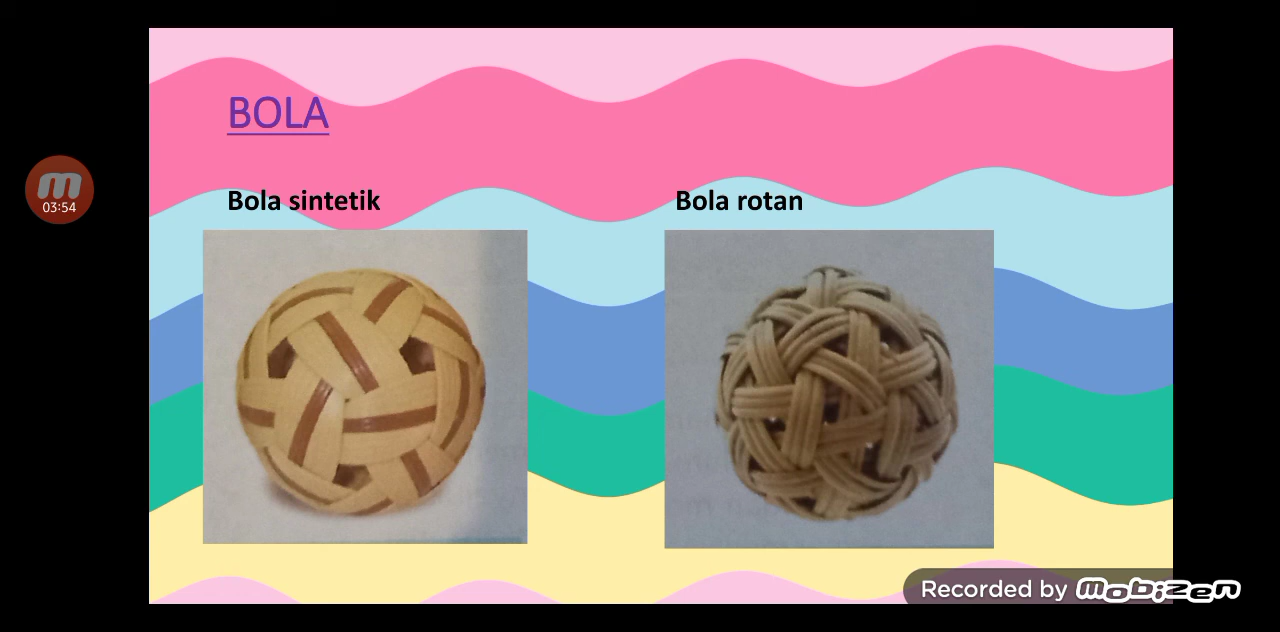 BOLA
Bola sintetik
Bola rotan
03:54
Recorded by mobizen